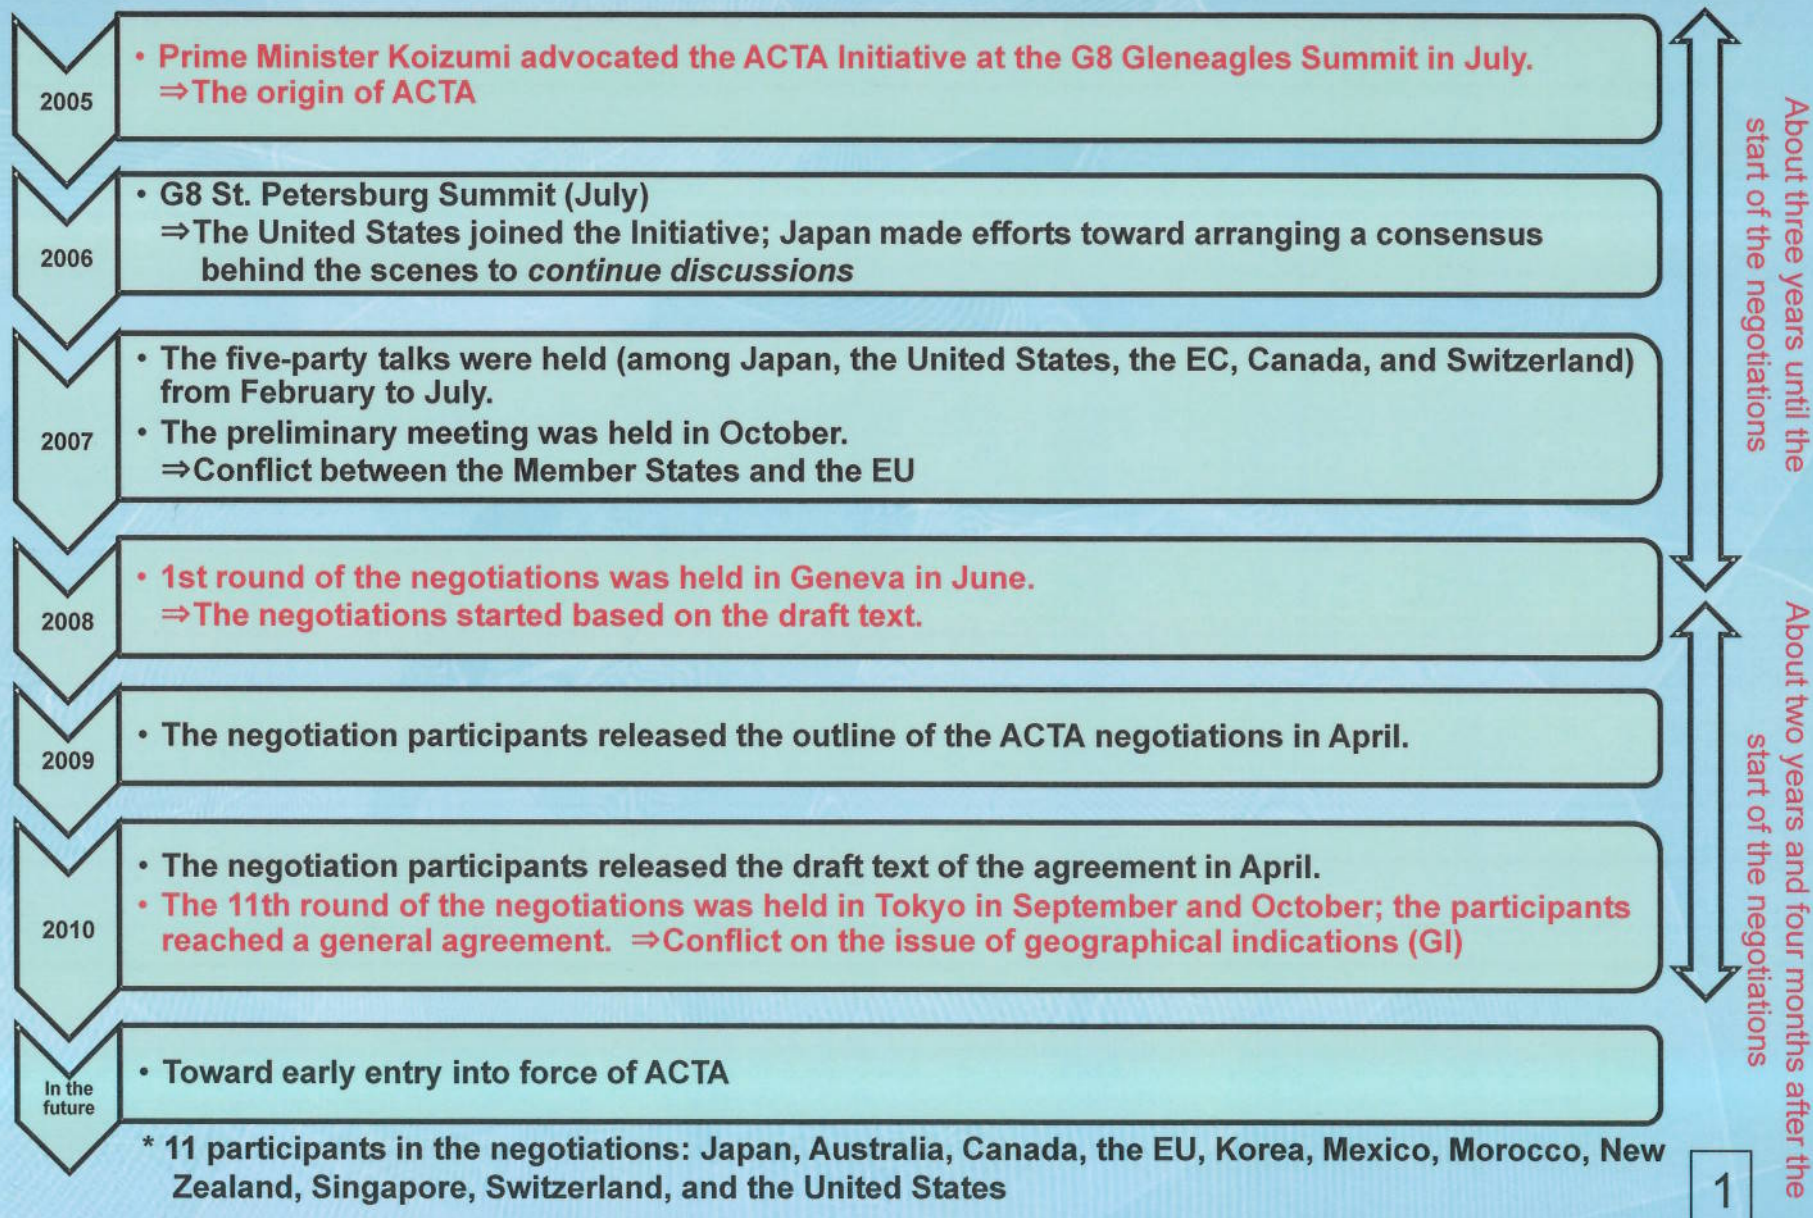 2005
• Prime Minister Koizumi advocated the ACTA Initiative at the G8 Gleneagles Summit in July.
⇒The origin of ACTA
2006
• G8 St. Petersburg Summit (July)
⇒The United States joined the Initiative; Japan made efforts toward arranging a consensus
behind the scenes to continue discussions
2007
• The five-party talks were held (among Japan, the United States, the EC, Canada, and Switzerland)
from February to July.
• The preliminary meeting was held in October.
⇒Conflict between the Member States and the EU
About three years until the
start of the negotiations
2008
• 1st round of the negotiations was held in Geneva in June.
⇒The negotiations started based on the draft text.
2009
• The negotiation participants released the outline of the ACTA negotiations in April.
2010
• The negotiation participants released the draft text of the agreement in April.
• The 11th round of the negotiations was held in Tokyo in September and October; the participants
reached a general agreement. ⇒Conflict on the issue of geographical indications (GI)
About two years and four months after the
start of the negotiations
In the
future
• Toward early entry into force of ACTA
* 11 participants in the negotiations: Japan, Australia, Canada, the EU, Korea, Mexico, Morocco, New
Zealand, Singapore, Switzerland, and the United States
1